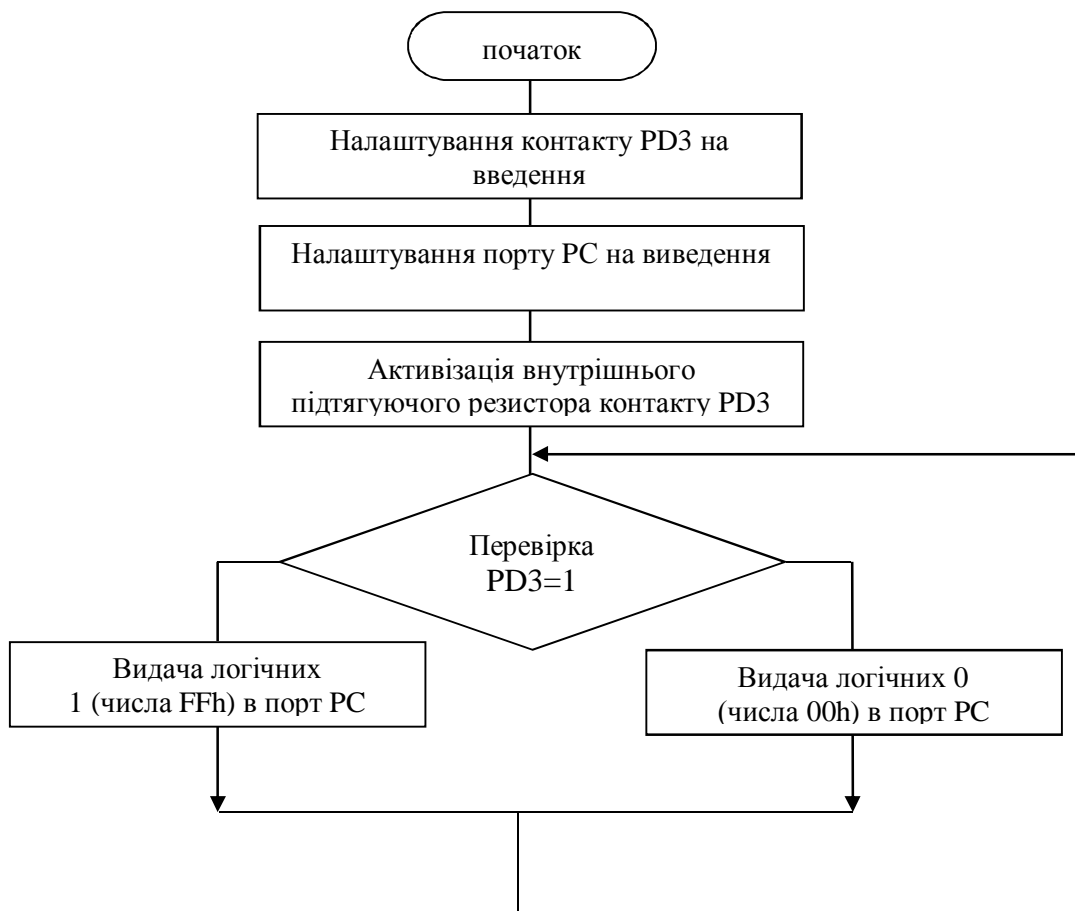 початок
Налаштування контакту PD3 на
введення
Налаштування порту PC на виведення
Активізація внутрішнього
підтягуючого резистора контакту PD3
Перевірка
PD3=1
Видача логічних
1 (числа FFh) в порт PC
Видача логічних 0
(числа 00h) в порт PC